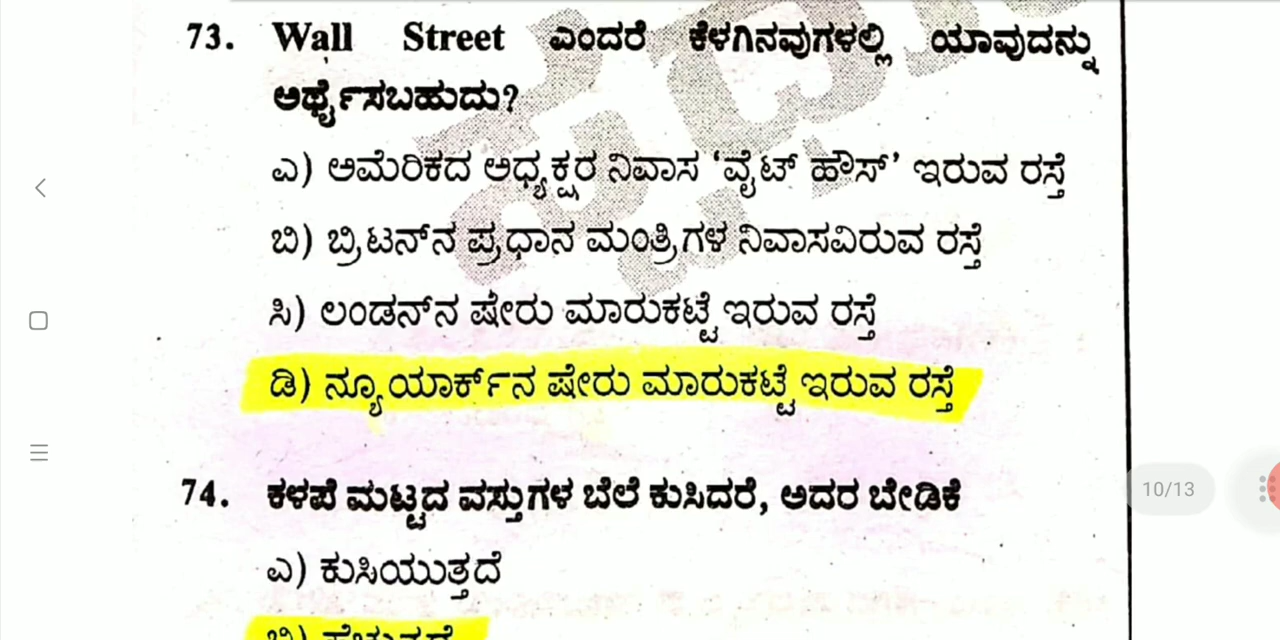 73. Wall Street ಎಂದರೆ ಕೆಳಗಿನವುಗಳಲ್ಲಿ ಯಾವುದನ್ನು
ಅರ್ಥೈಸಬಹುದು?
ಎ) ಅಮೆರಿಕದ ಅಧ್ಯಕ್ಷರ ನಿವಾಸ ‘ವೈಟ್ ಹೌಸ್’ ಇರುವ ರಸ್ತೆ
ಬಿ) ಬ್ರಿಟನ್‌ನ ಪ್ರಧಾನ ಮಂತ್ರಿಗಳ ನಿವಾಸವಿರುವ ರಸ್ತೆ
ಸಿ) ಲಂಡನ್‌ನ ಷೇರು ಮಾರುಕಟ್ಟೆ ಇರುವ ರಸ್ತೆ
ಡಿ) ನ್ಯೂಯಾರ್ಕ್‌ನ ಷೇರು ಮಾರುಕಟ್ಟೆ ಇರುವ ರಸ್ತೆ
74. ಕಳಪೆ ಮಟ್ಟದ ವಸ್ತುಗಳ ಬೆಲೆ ಕುಸಿದರೆ, ಅದರ ಬೇಡಿಕೆ
10/13
ಎ) ಕುಸಿಯುತ್ತದೆ